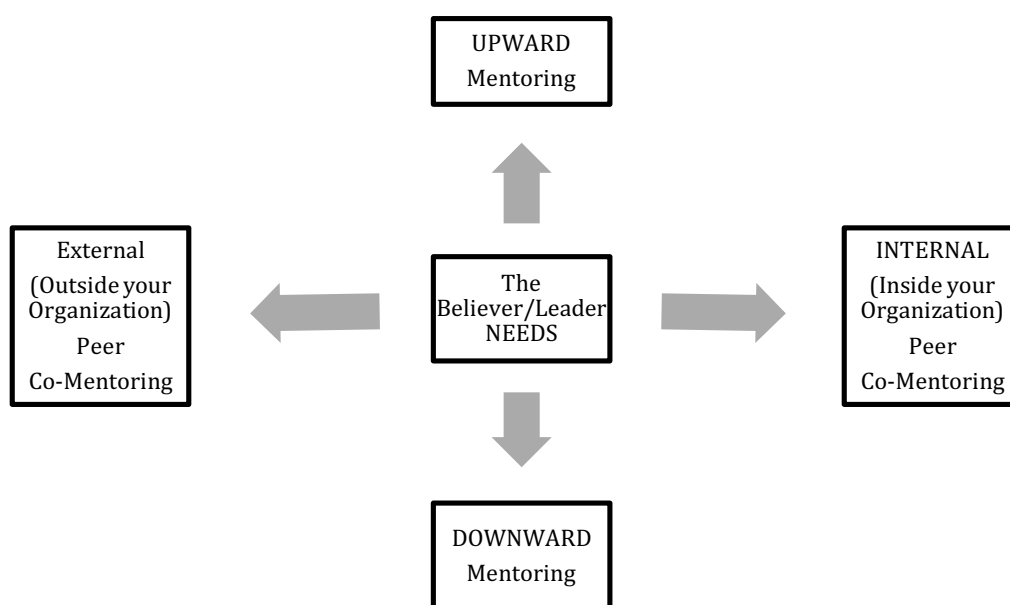 UPWARD
Mentoring
External
(Outside your
Organization)
Peer
Co-Mentoring
The
Believer/Leader
NEEDS
INTERNAL
(Inside your
Organization)
Peer
Co-Mentoring
DOWNWARD
Mentoring